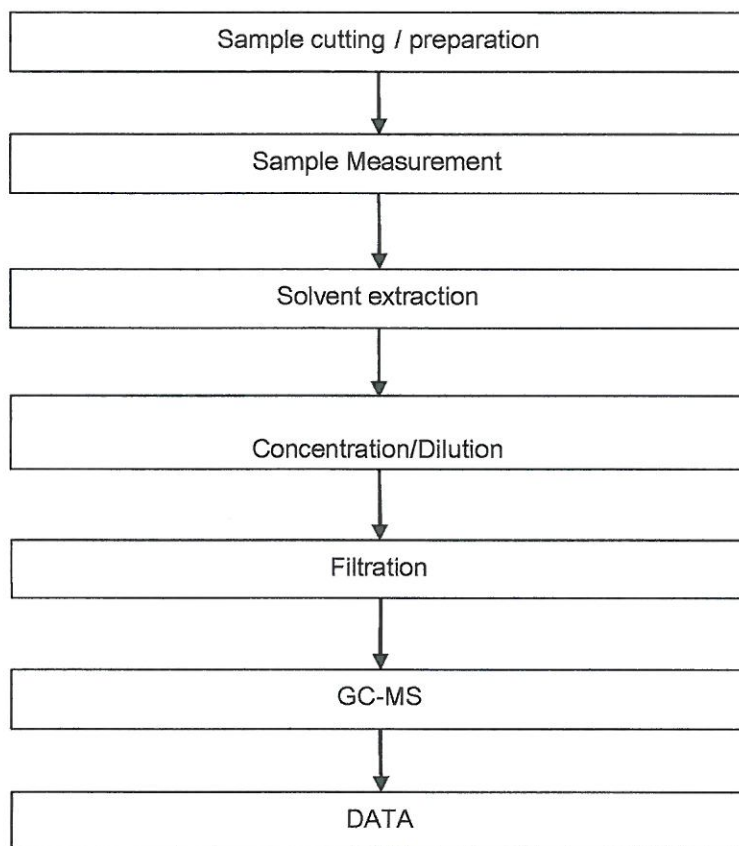 Sample cutting / preparation
Sample Measurement
Solvent extraction
Concentration/Dilution
Filtration
GC-MS
DATA